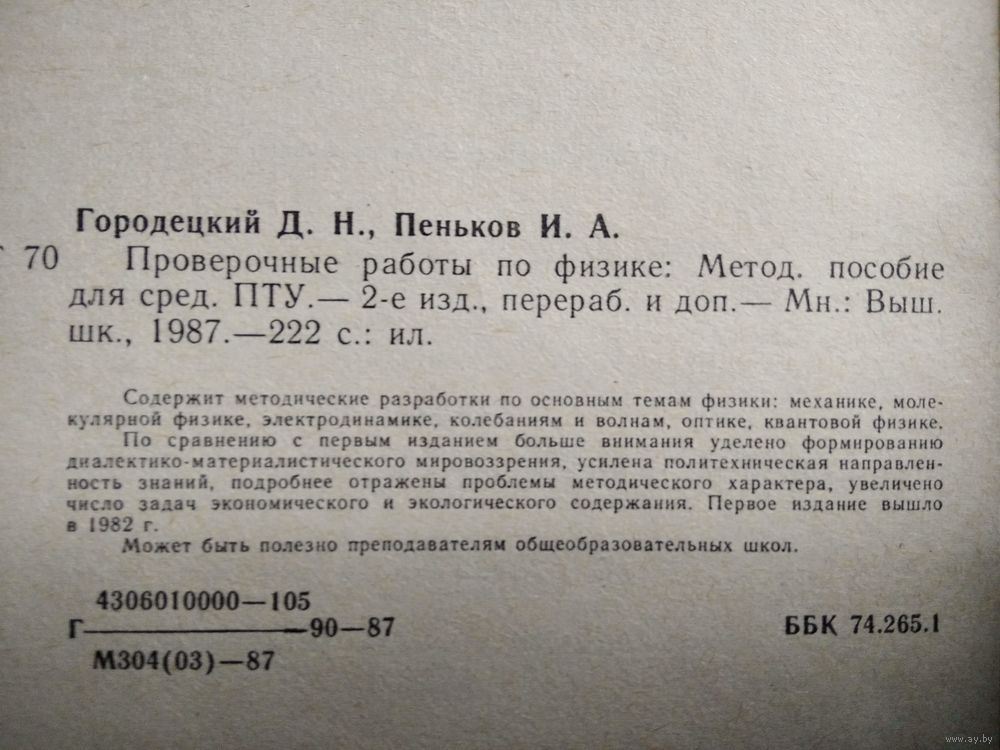 Городецкий Д. Н., Пеньков И. А.
70 Проверочные работы по физике: Метод. пособие
для сред. ПТУ.— 2-е изд., перераб. и доп.— Мн.: Выш.
шк., 1987.—222 с.: ил.
Содержит методические разработки по основным темам физики: механике, моле-
кулярной физике, электродинамике, колебаниям и волнам, оптике, квантовой физике.
По сравнению с первым изданием больше внимания уделено формированию
диалектико-материалистического мировоззрения, усилена политехническая направлен-
ность знаний, подробнее отражены проблемы методического характера, увеличено
число задач экономического и экологического содержания. Первое издание вышло
в 1982 г.
Может быть полезно преподавателям общеобразовательных школ.
4306010000—105
Г—90—87
М304(03)—87
ББК 74.265.1
www.ay.by